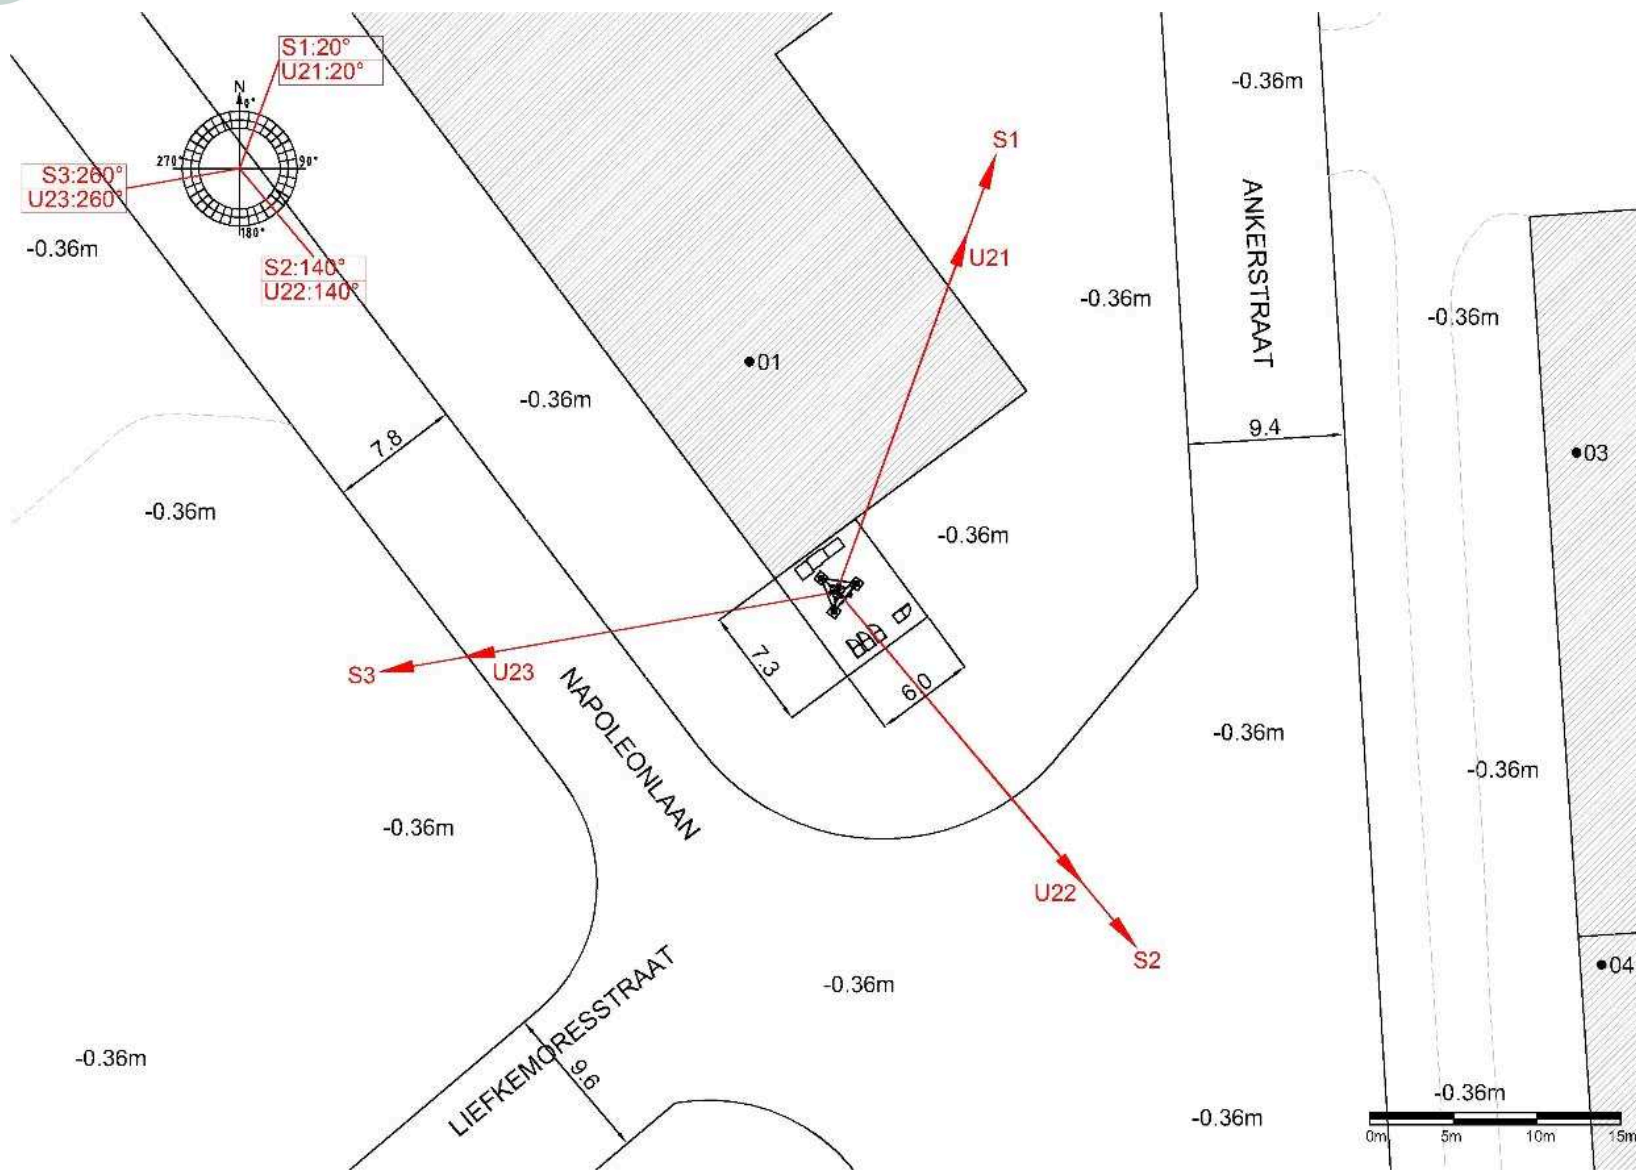 S1:20°
U21:20°
N
0°
270°
90°
180°
S3:260°
U23:260°
S2:140°
U22:140°
-0.36m
-0.36m
S1
U21
ANKERSTRAAT
-0.36m
-0.36m
01
-0.36m
7.8
9.4
03
-0.36m
-0.36m
S3
U23
7.3
6.0
NAPOLEONLAAN
-0.36m
-0.36m
-0.36m
U22
S2
04
-0.36m
LIEFKEMORESSTRAAT
9.6
-0.36m
-0.36m
-0.36m
0m 5m 10m 15m